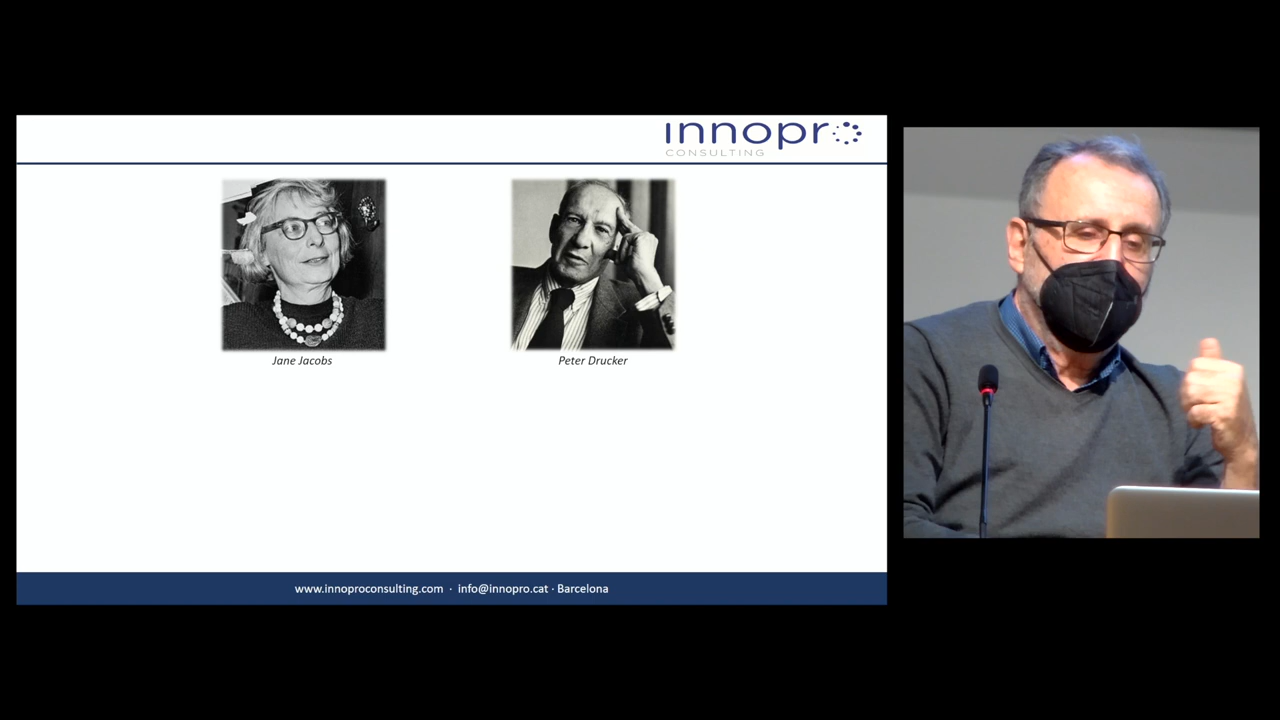 innopro
CONSULTING
Jane Jacobs
Peter Drucker
www.innoproconsulting.com · info@innopro.cat · Barcelona